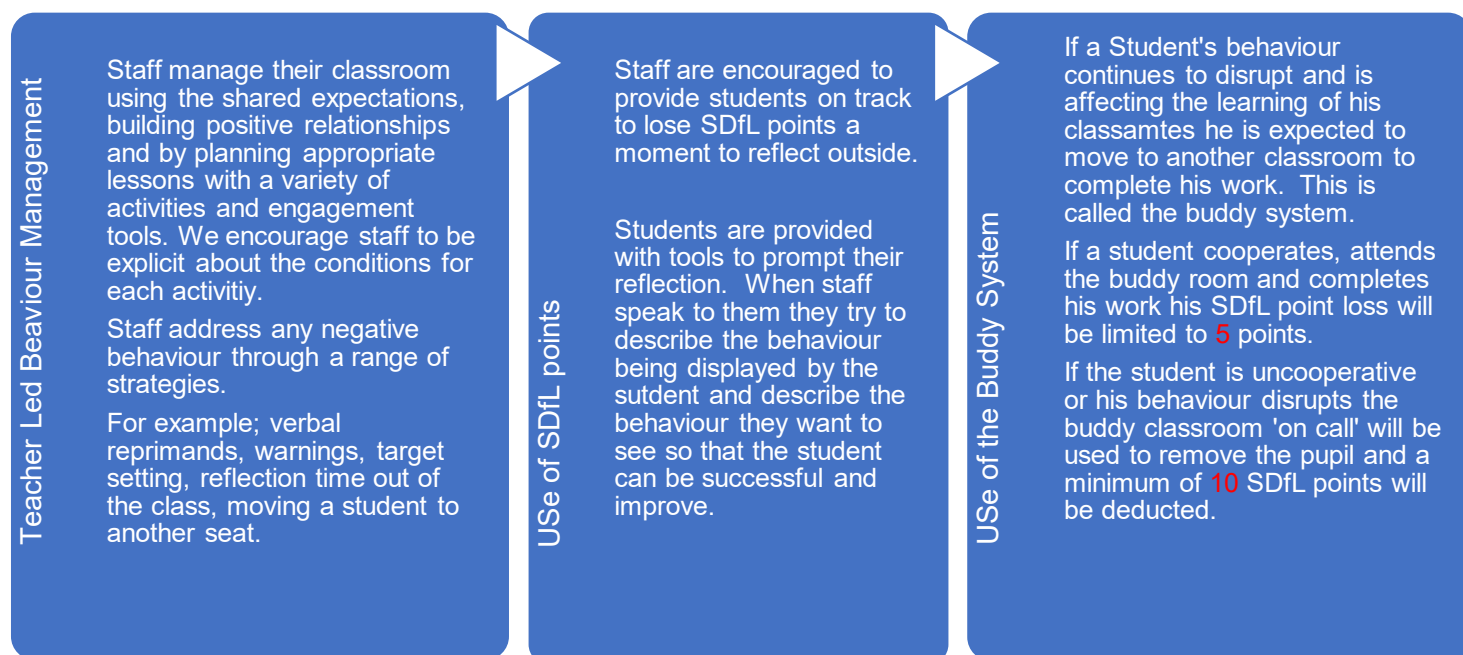 Teacher Led Beaviour Management
Staff manage their classroom
using the shared expectations,
building positive relationships
and by planning appropriate
lessons with a variety of
activities and engagement
tools. We encourage staff to be
explicit about the conditions for
each activitiy.
Staff address any negative
behaviour through a range of
strategies.
For example; verbal
reprimands, warnings, target
setting, reflection time out of
the class, moving a student to
another seat.
USe of SDfL points
Staff are encouraged to
provide students on track
to lose SDfL points a
moment to reflect outside.
Students are provided
with tools to prompt their
reflection. When staff
speak to them they try to
describe the behaviour
being displayed by the
sutdent and describe the
behaviour they want to
see so that the student
can be successful and
improve.
USe of the Buddy System
If a Student's behaviour
continues to disrupt and is
affecting the learning of his
classamtes he is expected to
move to another classroom to
complete his work. This is
called the buddy system.
If a student cooperates, attends
the buddy room and completes
his work his SDfL point loss will
be limited to 5 points.
If the student is uncooperative
or his behaviour disrupts the
buddy classroom 'on call' will be
used to remove the pupil and a
minimum of 10 SDfL points will
be deducted.